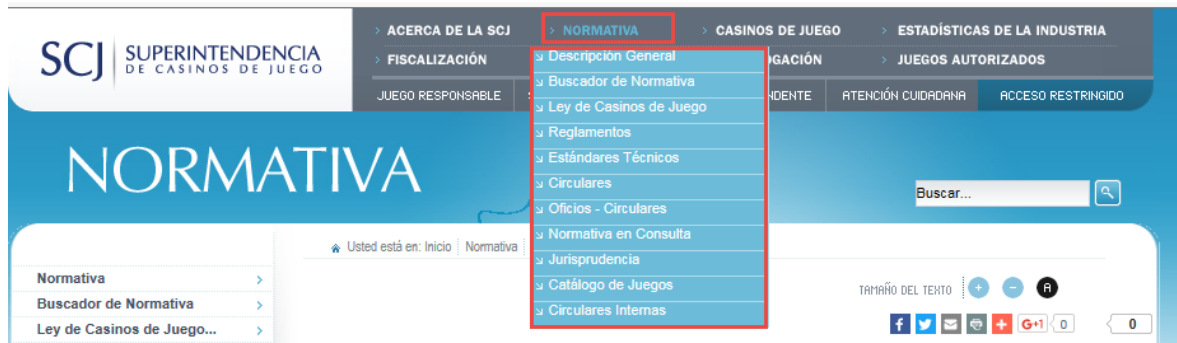 SCJ SUPERINTENDENCIA
DE CASINOS DE JUEGO
ACERCA DE LA SCJ
NORMATIVA
CASINOS DE JUEGO
ESTADÍSTICAS DE LA INDUSTRIA
FISCALIZACIÓN
GACIÓN
JUEGOS AUTORIZADOS
JUEGO RESPONSABLE
NDENTE
ATENCIÓN CUIDADANA
ACCESO RESTRINGIDO
Descripción General
Buscador de Normativa
Ley de Casinos de Juego
Reglamentos
Estándares Técnicos
Circulares
Oficios - Circulares
Normativa en Consulta
Jurisprudencia
Catálogo de Juegos
Circulares Internas
NORMATIVA
Buscar...
Usted está en: Inicio Normativa
Normativa
Buscador de Normativa
Ley de Casinos de Juego...
TAMAÑO DEL TEXTO + - A
G+1 0
0